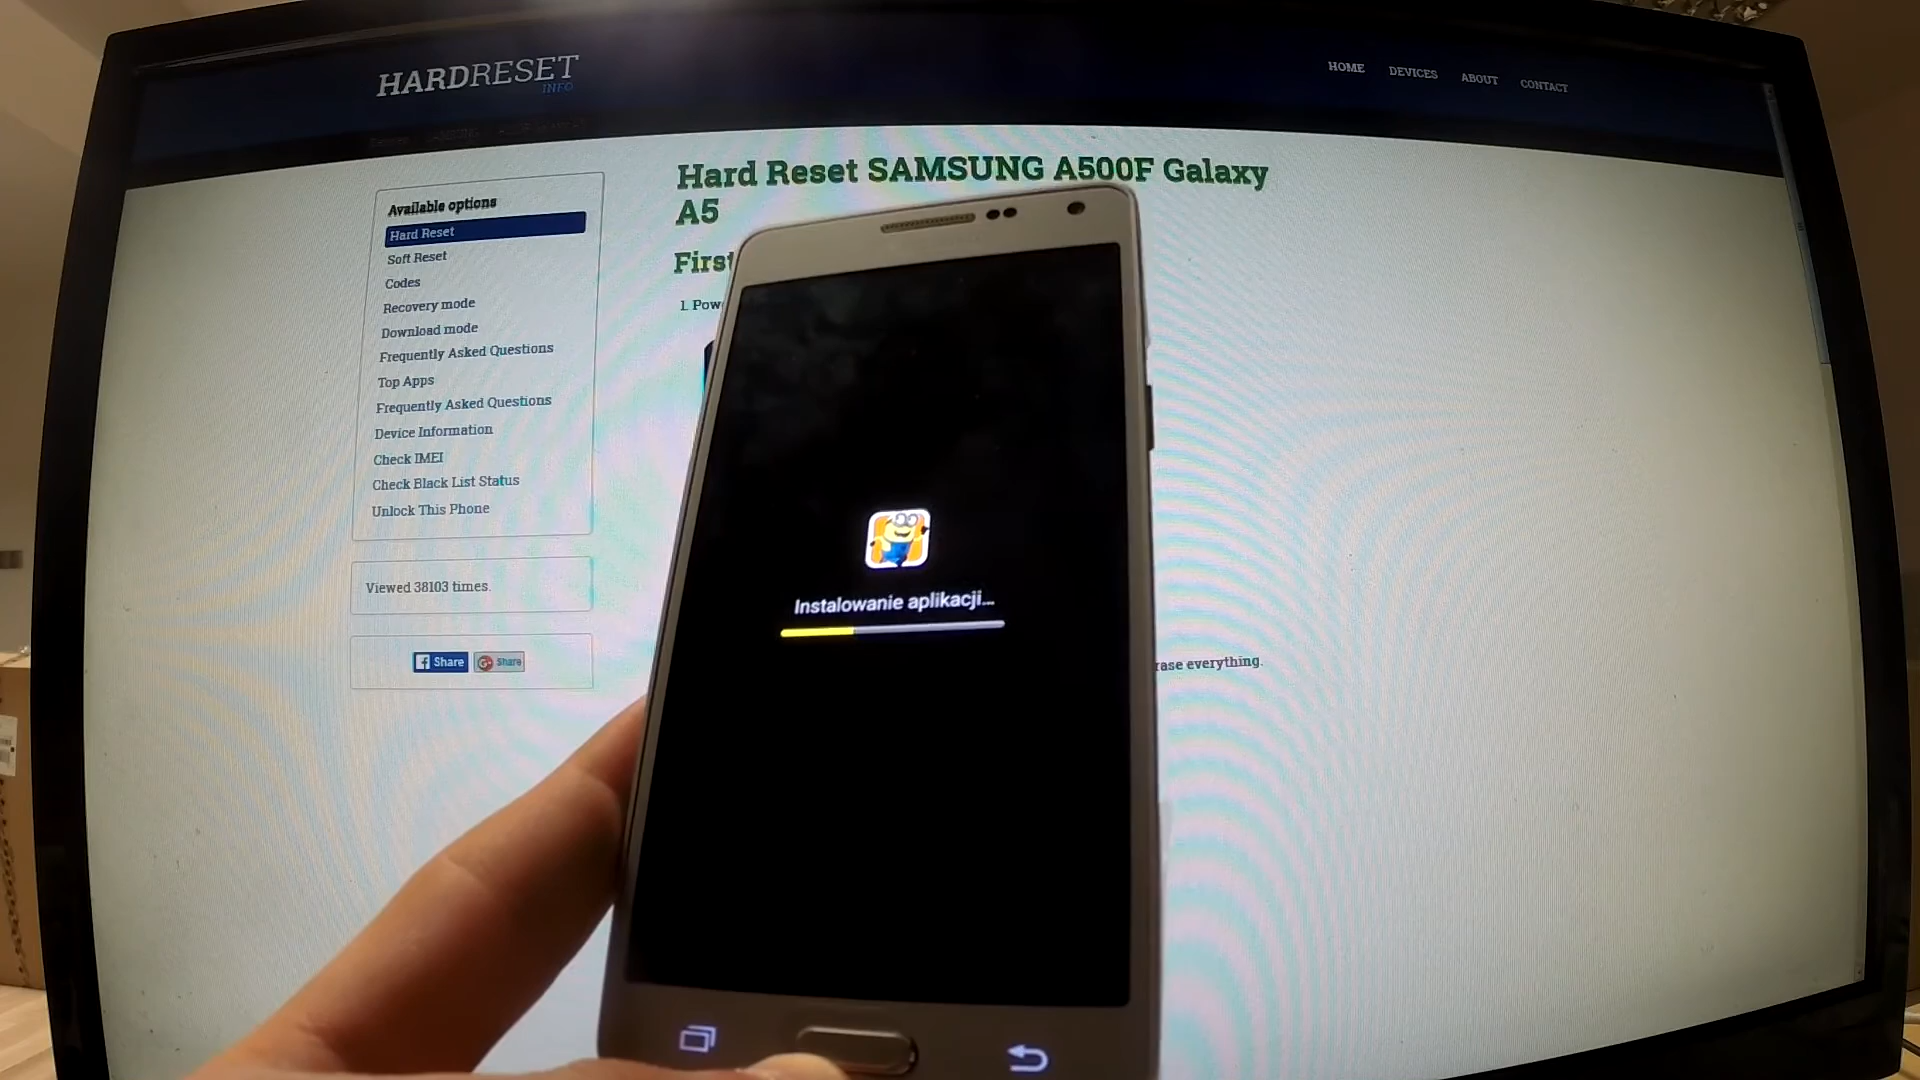 HARDRESET
INFO
HOME DEVICES ABOUT CONTACT
Available options
Hard Reset
Soft Reset
Codes
Recovery mode
Download mode
Frequently Asked Questions
Top Apps
Frequently Asked Questions
Device Information
Check IMEI
Check Black List Status
Unlock This Phone
Viewed 38103 times.
Share Share
Hard Reset SAMSUNG A500F Galaxy
A5
First
1. Pow
rase everything.
Instalowanie aplikacji...